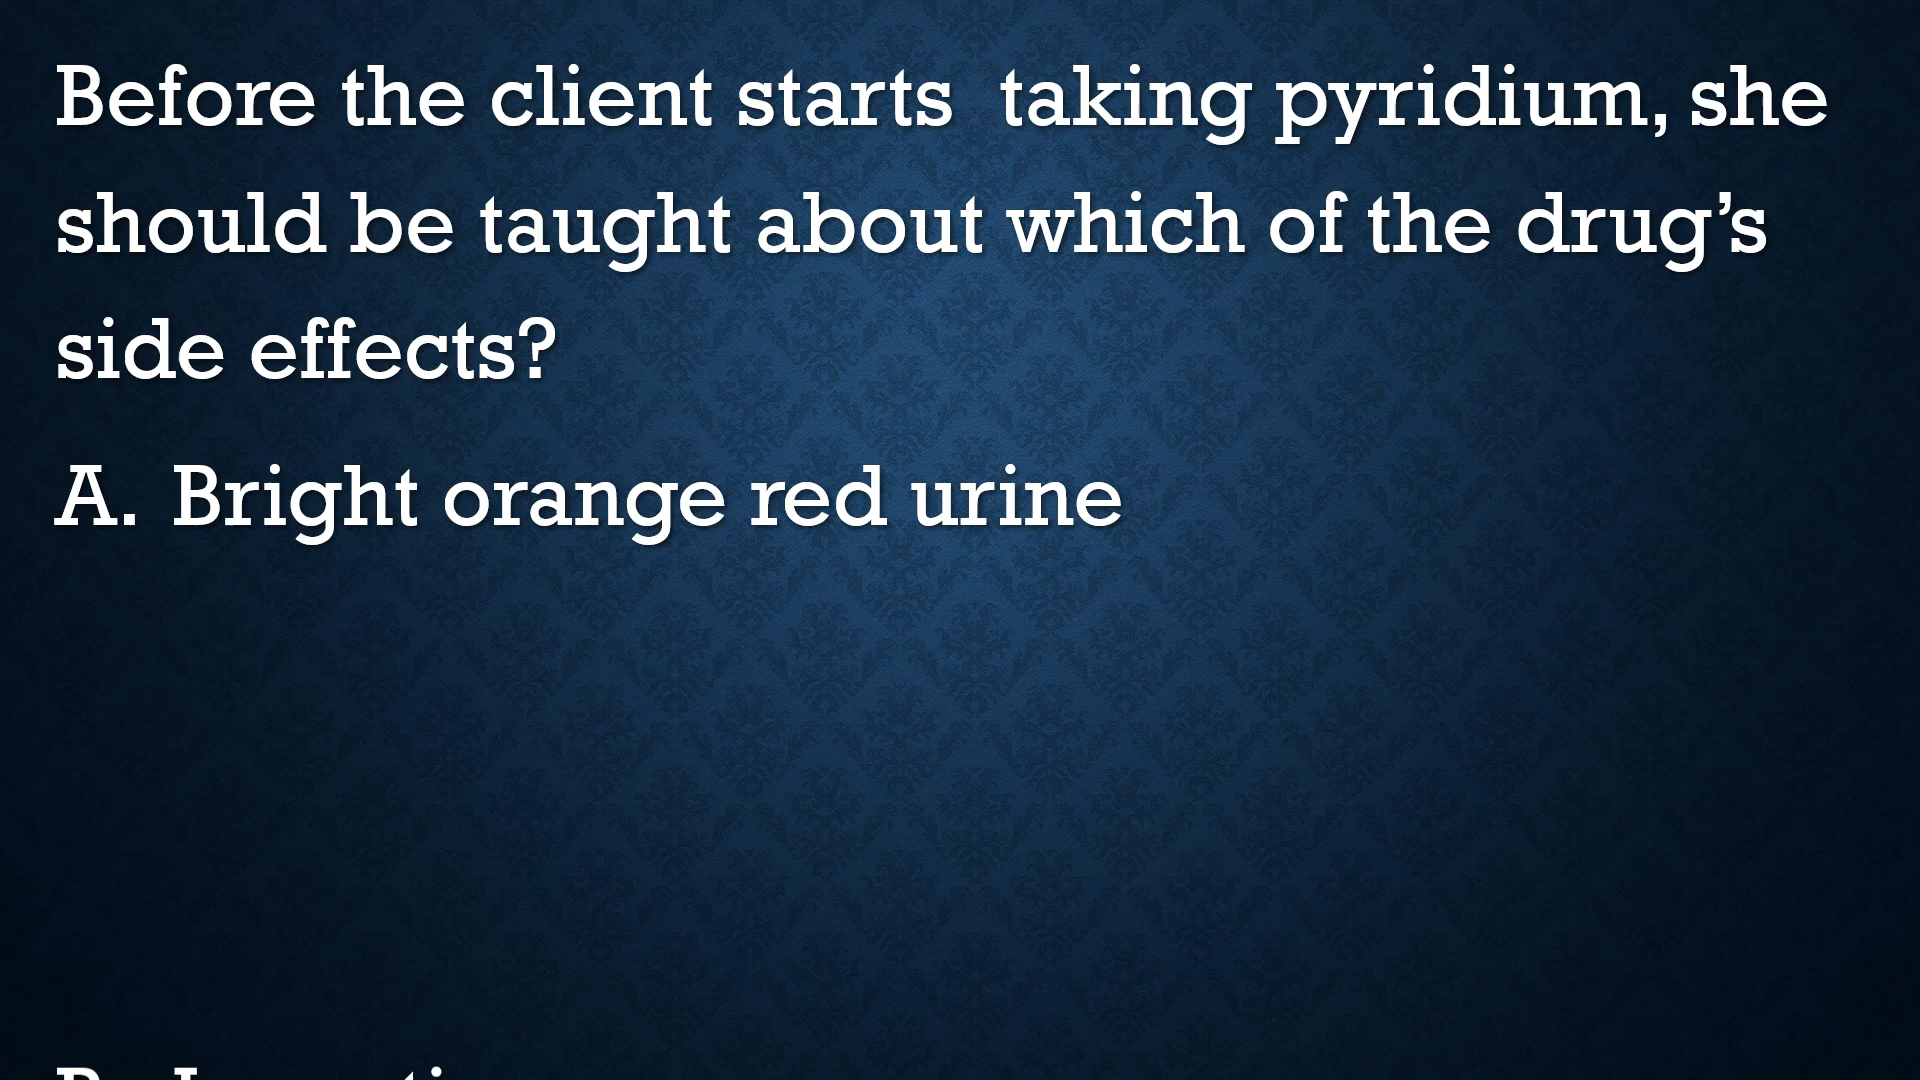 Before the client starts  taking pyridium, she
should be taught about which of the drug’s
side effects?
A. Bright orange red urine